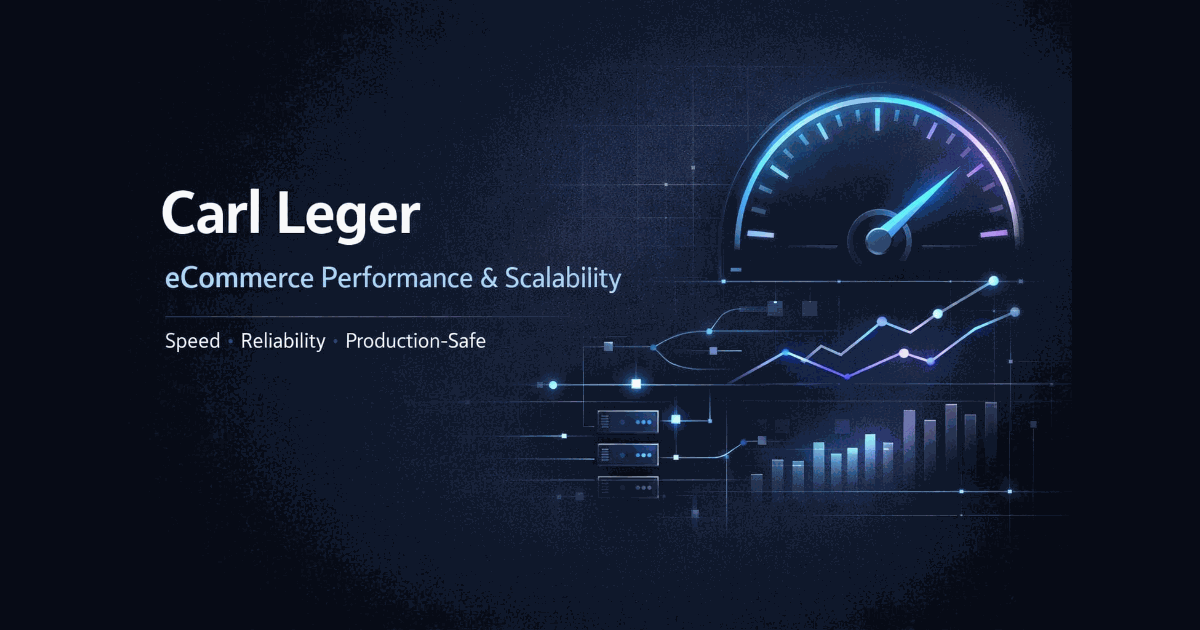 Carl Leger
eCommerce Performance & Scalability
Speed • Reliability • Production-Safe